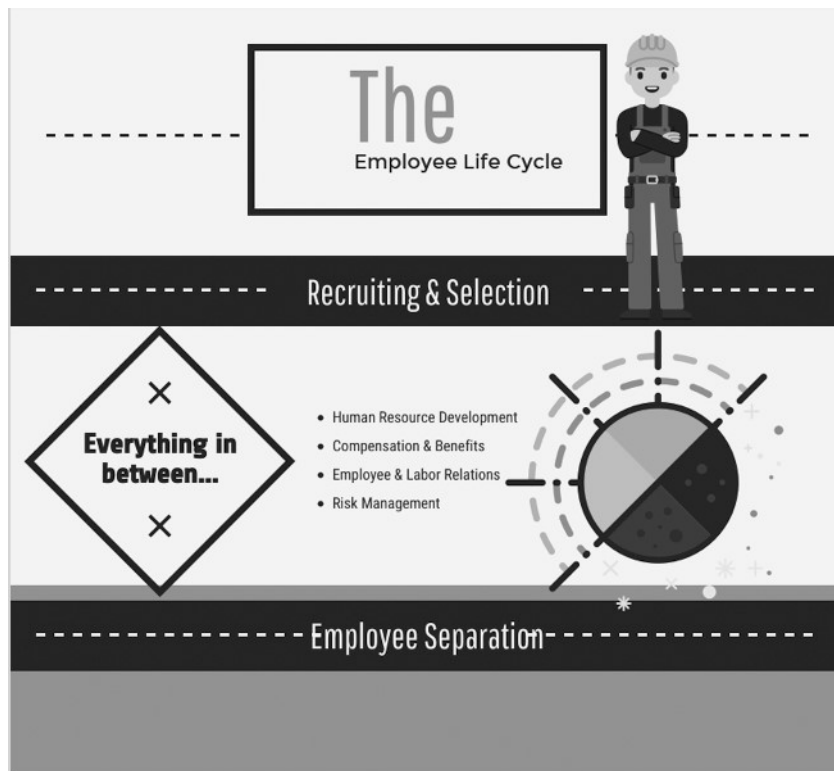 The
Employee Life Cycle
Recruiting & Selection
Everything in
between...
• Human Resource Development
• Compensation & Benefits
• Employee & Labor Relations
• Risk Management
Employee Separation